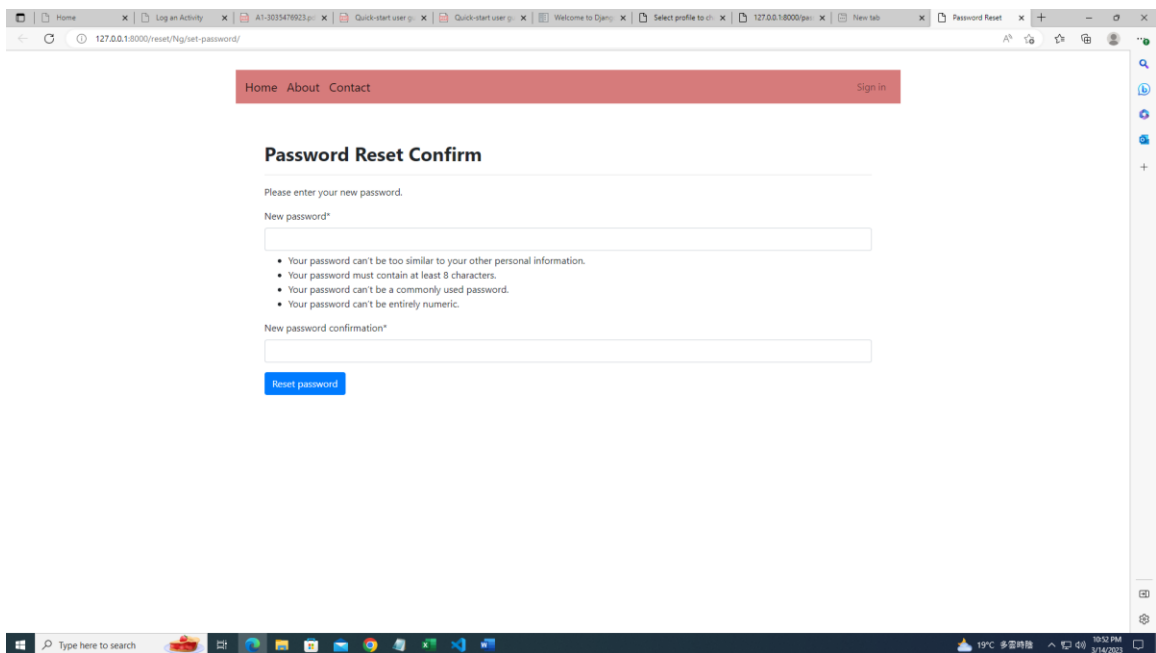 Home
Log an Activity
A1-3035476923.pd
Quick-start user gu
Quick-start user gu
Welcome to Djang
Select profile to ch
127.0.0.1:8000/pas
New tab
Password Reset
127.0.0.1:8000/reset/Ng/set-password/
Home About Contact Sign in
Password Reset Confirm
Please enter your new password.
New password*
Your password can't be too similar to your other personal information.
Your password must contain at least 8 characters.
Your password can't be a commonly used password.
Your password can't be entirely numeric.
New password confirmation*
Reset password
Type here to search
19°C 多雲時陰
10:52 PM
3/14/2023